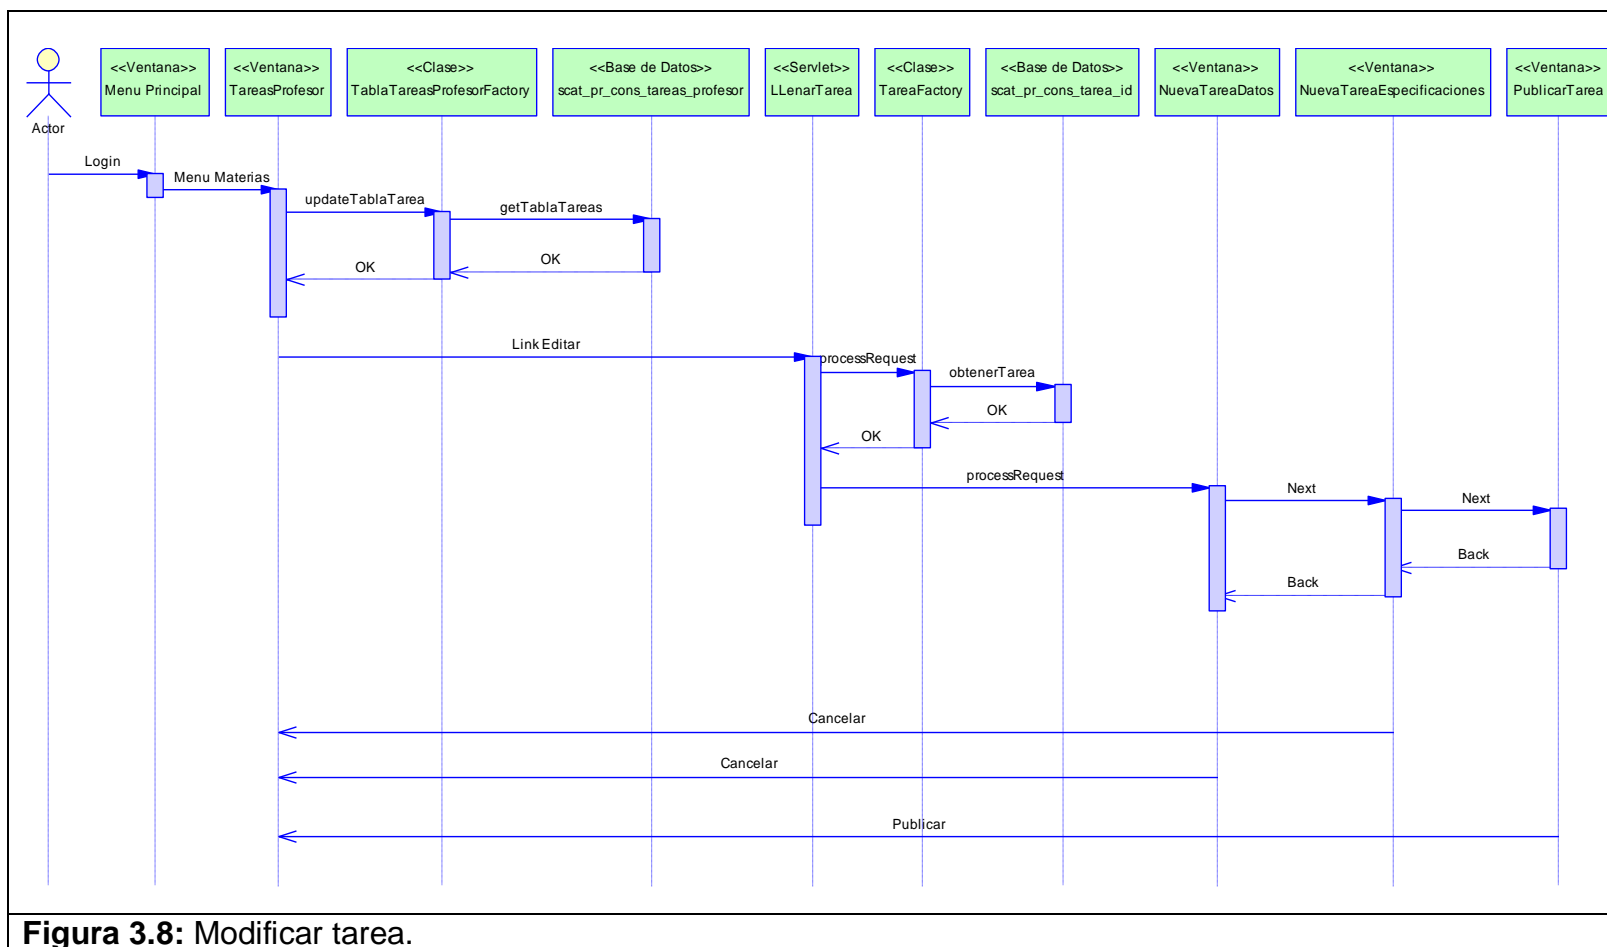 <<Ventana>>
Menu Principal
<<Ventana>>
TareasProfesor
<<Clase>>
TablaTareasProfesorFactory
<<Base de Datos>>
scat_pr_cons_tareas_profesor
<<Servlet>>
LLenarTarea
<<Clase>>
TareaFactory
<<Base de Datos>>
scat_pr_cons_tarea_id
<<Ventana>>
NuevaTareaDatos
<<Ventana>>
NuevaTareaEspecificaciones
<<Ventana>>
PublicarTarea
Actor
Login
Menu Materias
updateTablaTarea
getTablaTareas
OK
OK
Link Editar
processRequest
obtenerTarea
OK
OK
processRequest
Next
Next
Back
Back
Cancelar
Cancelar
Publicar
Figura 3.8: Modificar tarea.